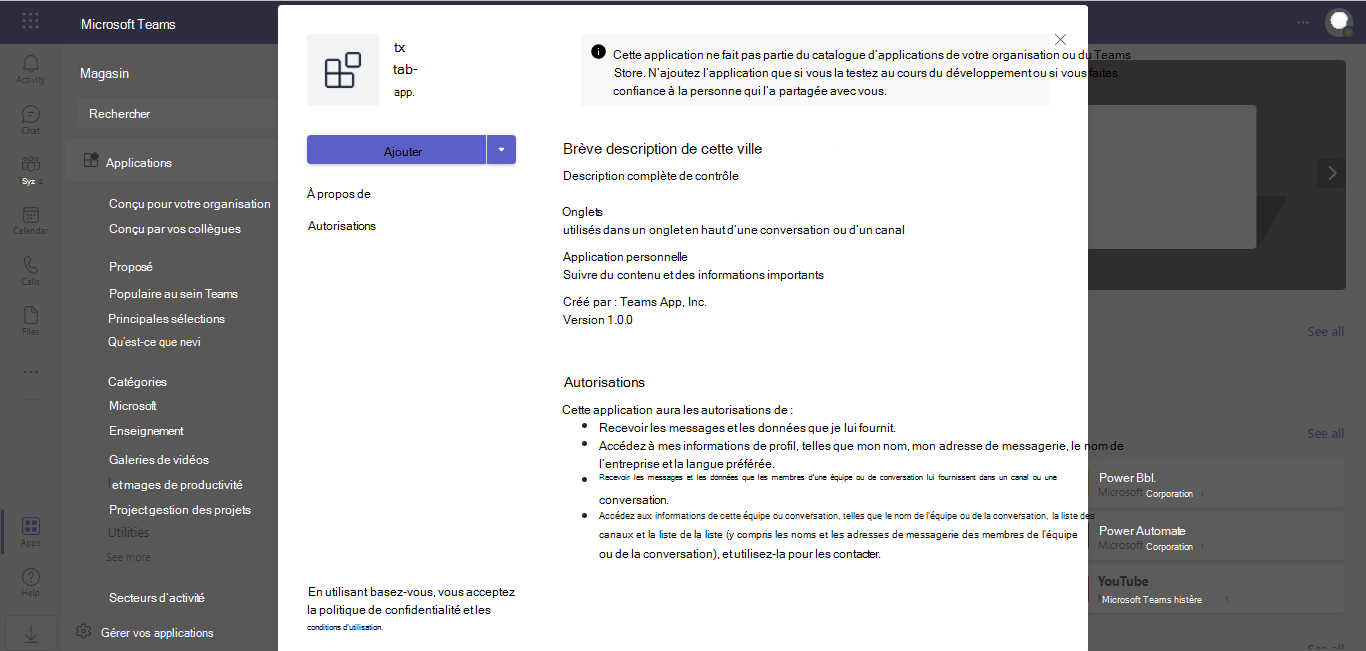 Microsoft Teams
Activity
Chat
Syz
Calendar
Calls
Files
Apps
Help
Magasin
Rechercher
Applications
Conçu pour votre organisation
Conçu par vos collègues
Proposé
Populaire au sein Teams
Principales sélections
Qu'est-ce que nevi
Catégories
Microsoft
Enseignement
Galeries de vidéos
et mages de productivité
Project gestion des projets
Utilities
See more
Secteurs d'activité
Gérer vos applications
tx
tab-
app.
Ajouter
À propos de
Autorisations
En utilisant basez-vous, vous acceptez
la politique de confidentialité et les
conditions d'utilisation.
Cette application ne fait pas partie du catalogue d'applications de votre organisation ou du Teams
Store. N'ajoutez l'application que si vous la testez au cours du développement ou si vous faites
confiance à la personne qui l'a partagée avec vous.
Brève description de cette ville
Description complète de contrôle
Onglets
utilisés dans un onglet en haut d'une conversation ou d'un canal
Application personnelle
Suivre du contenu et des informations importants
Créé par : Teams App, Inc.
Version 1.0.0
Autorisations
Cette application aura les autorisations de :
Recevoir les messages et les données que je lui fournit.
Accédez à mes informations de profil, telles que mon nom, mon adresse de messagerie, le nom de
l'entreprise et la langue préférée.
Recevoir les messages et les données que les membres d'une équipe ou de conversation lui fournissent dans un canal ou une
conversation.
Accédez aux informations de cette équipe ou conversation, telles que le nom de l'équipe ou de la conversation, la liste des
canaux et la liste de la liste (y compris les noms et les adresses de messagerie des membres de l'équipe
ou de la conversation), et utilisez-la pour les contacter.
See all
See all
Power Bbl.
Microsoft Corporation
Power Automate
Microsoft Corporation
YouTube
Microsoft Teams histère
See all